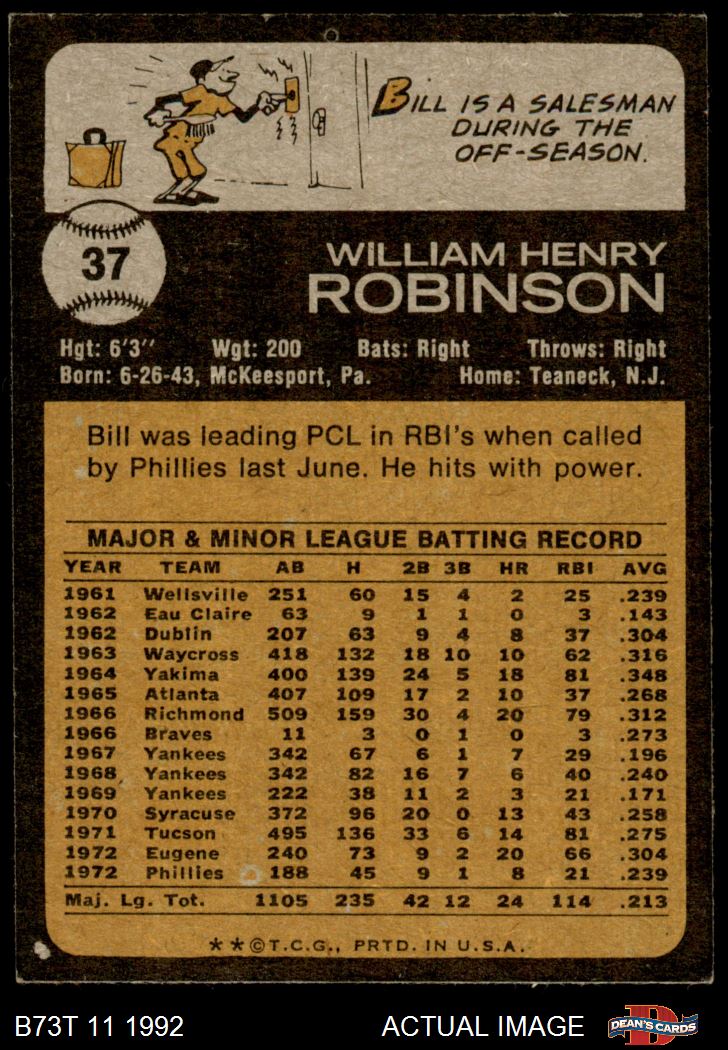 BILL IS A SALESMAN
DURING THE
OFF-SEASON.
37
WILLIAM HENRY
ROBINSON
Hgt: 6'3" Wgt: 200 Bats: Right Throws: Right
Born: 6-26-43, McKeesport, Pa. Home: Teaneck, N.J.
Bill was leading PCL in RBI's when called
by Phillies last June. He hits with power.
MAJOR & MINOR LEAGUE BATTING RECORD
YEAR TEAM AB H 2B 3B HR RBI AVG
1961 Wellsville 251 60 15 4 2 25 .239
1962 Eau Claire 63 9 1 1 0 3 .143
1962 Dublin 207 63 9 4 8 37 .304
1963 Waycross 418 132 18 10 10 62 .316
1964 Yakima 400 139 24 5 18 81 .348
1965 Atlanta 407 109 17 2 10 37 .268
1966 Richmond 509 159 30 4 20 79 .312
1966 Braves 11 3 0 1 0 3 .273
1967 Yankees 342 67 6 1 7 29 .196
1968 Yankees 342 82 16 7 6 40 .240
1969 Yankees 222 38 11 2 3 21 .171
1970 Syracuse 372 96 20 0 13 43 .258
1971 Tucson 495 136 33 6 14 81 .275
1972 Eugene 240 73 9 2 20 66 .304
1972 Phillies 188 45 9 1 8 21 .239
Maj. Lg. Tot. 1105 235 42 12 24 114 .213
**©T.C.G., PRTD. IN U.S.A.
B73T 11 1992 ACTUAL IMAGE
D
DEAN'S CARDS